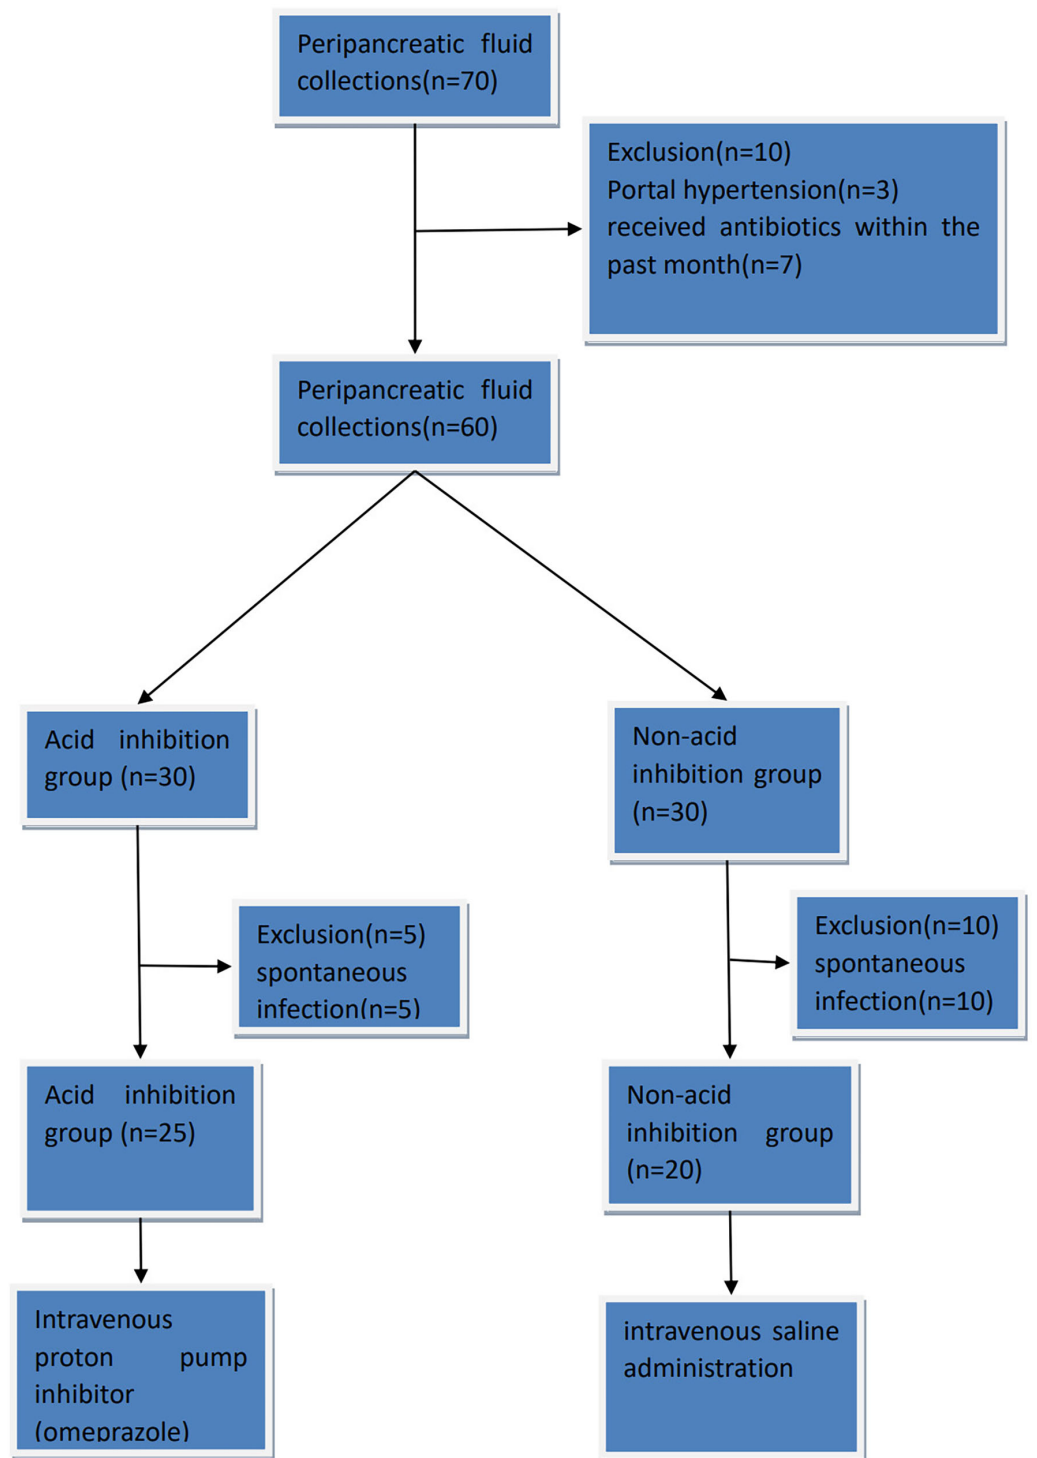 Peripancreatic fluid
collections(n=70)
Exclusion(n=10)
Portal hypertension(n=3)
received antibiotics within the
past month(n=7)
Peripancreatic fluid
collections(n=60)
Acid inhibition
group (n=30)
Non-acid
inhibition group
(n=30)
Exclusion(n=5)
spontaneous
infection(n=5)
Exclusion(n=10)
spontaneous
infection(n=10)
Acid inhibition
group (n=25)
Non-acid
inhibition group
(n=20)
Intravenous
proton pump
inhibitor
(omeprazole)
intravenous saline
administration